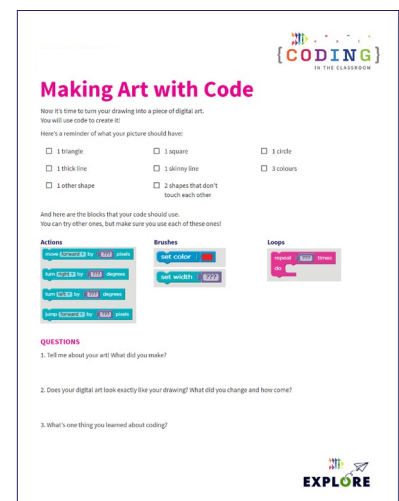 {CODING}
IN THE CLASSROOM
Making Art with Code
Now it's time to turn your drawing into a piece of digital art.
You will use code to create it!
Here's a reminder of what your picture should have:
1 triangle
1 square
1 circle
1 thick line
1 skinny line
3 colours
1 other shape
2 shapes that don't
touch each other
And here are the blocks that your code should use.
You can try other ones, but make sure you use each of these ones!
Actions
Brushes
Loops
move forward by ??? pixels
set color
repeat ??? times
do
turn right by ??? degrees
set width ???
turn left by ??? degrees
jump forward by ??? pixels
QUESTIONS
1. Tell me about your art! What did you make?
2. Does your digital art look exactly like your drawing? What did you change and how come?
3. What's one thing you learned about coding?
EXPLORE